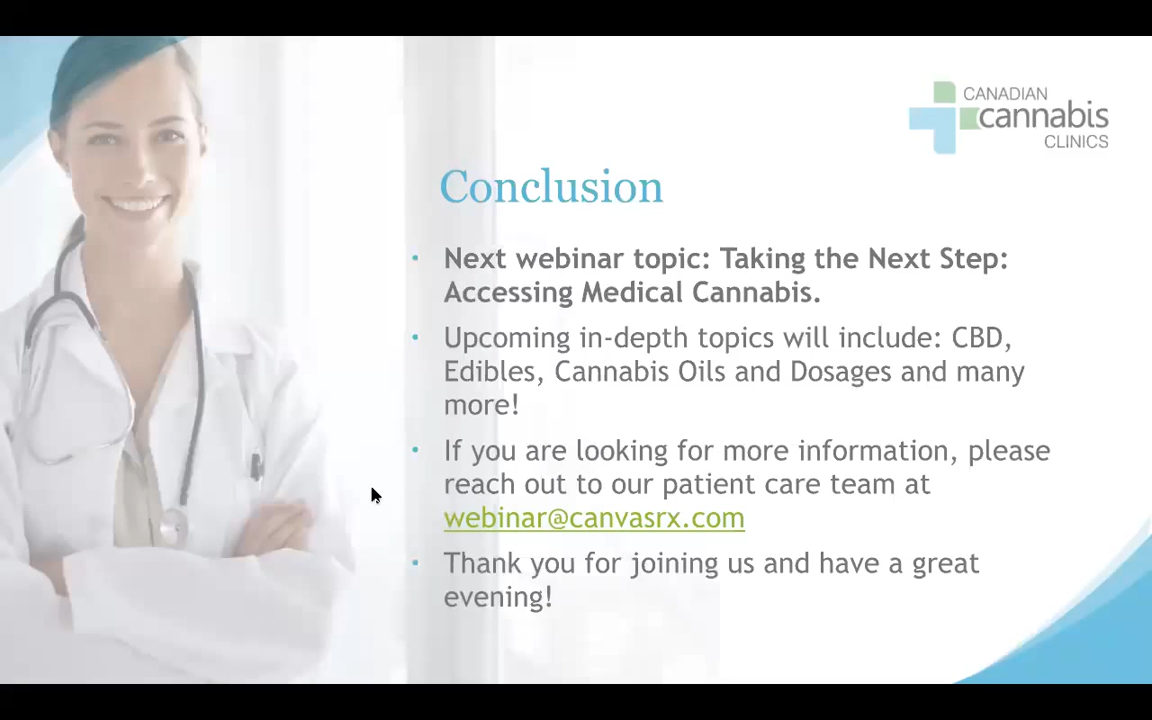 CANADIAN
cannabis
CLINICS
Conclusion
• Next webinar topic: Taking the Next Step:
Accessing Medical Cannabis.
• Upcoming in-depth topics will include: CBD,
Edibles, Cannabis Oils and Dosages and many
more!
• If you are looking for more information, please
reach out to our patient care team at
webinar@canvasrx.com
• Thank you for joining us and have a great
evening!